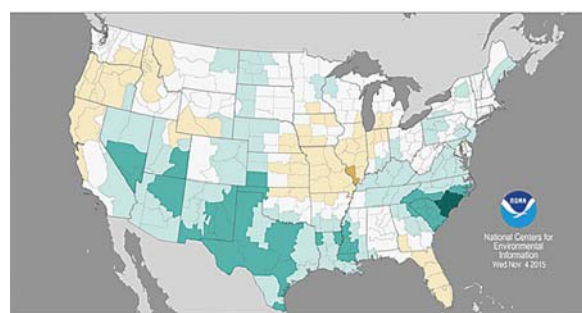 NOAA
National Centers for
Environmental
Information
Wed Nov 4 2015